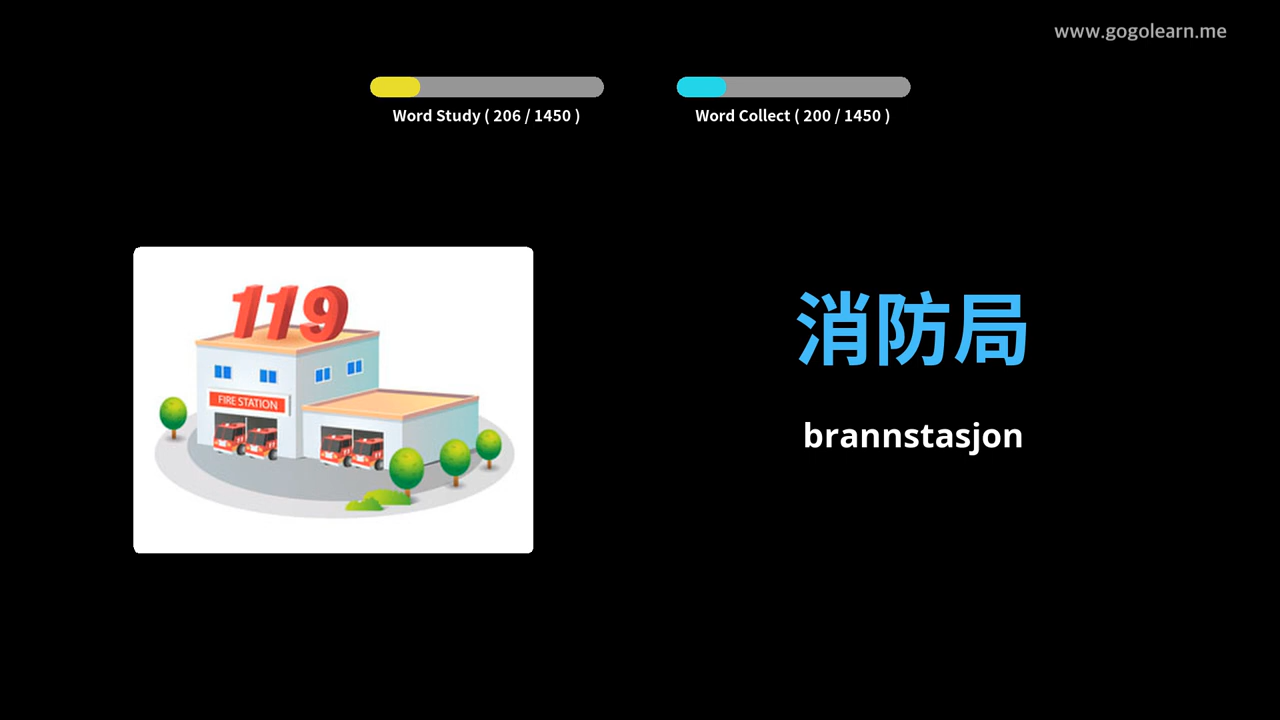 www.gogolearn.me
Word Study ( 206 / 1450 )
Word Collect ( 200 / 1450 )
119
FIRE STATION
消防局
brannstasjon